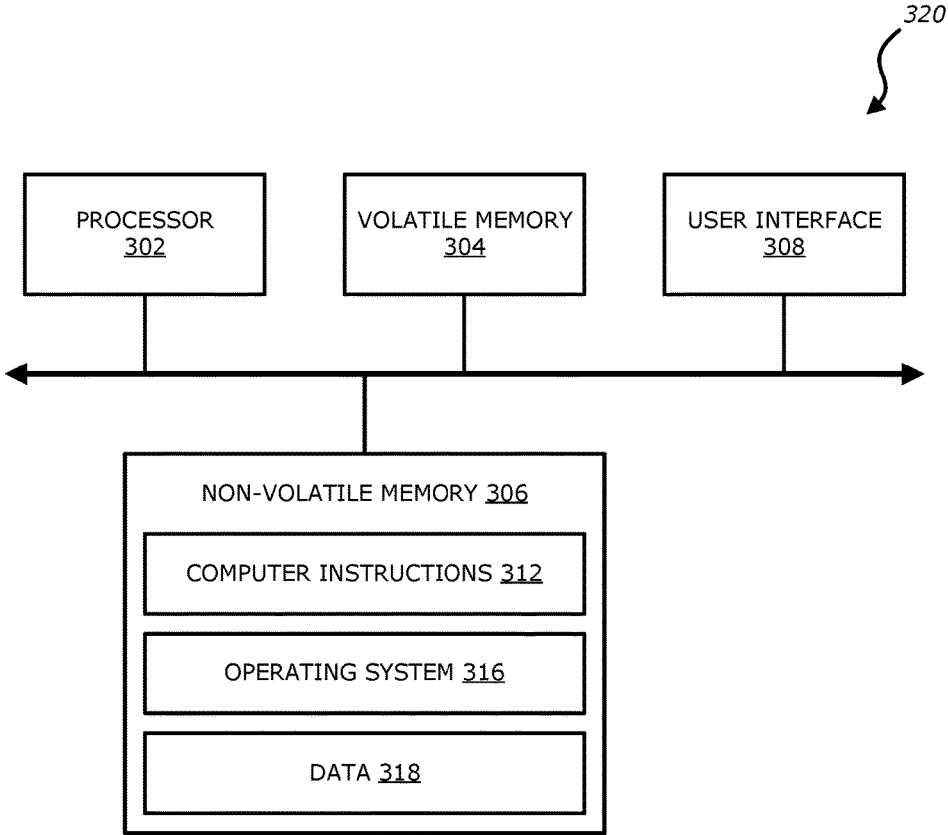 320
PROCESSOR
302
VOLATILE MEMORY
304
USER INTERFACE
308
NON-VOLATILE MEMORY 306
COMPUTER INSTRUCTIONS 312
OPERATING SYSTEM 316
DATA 318